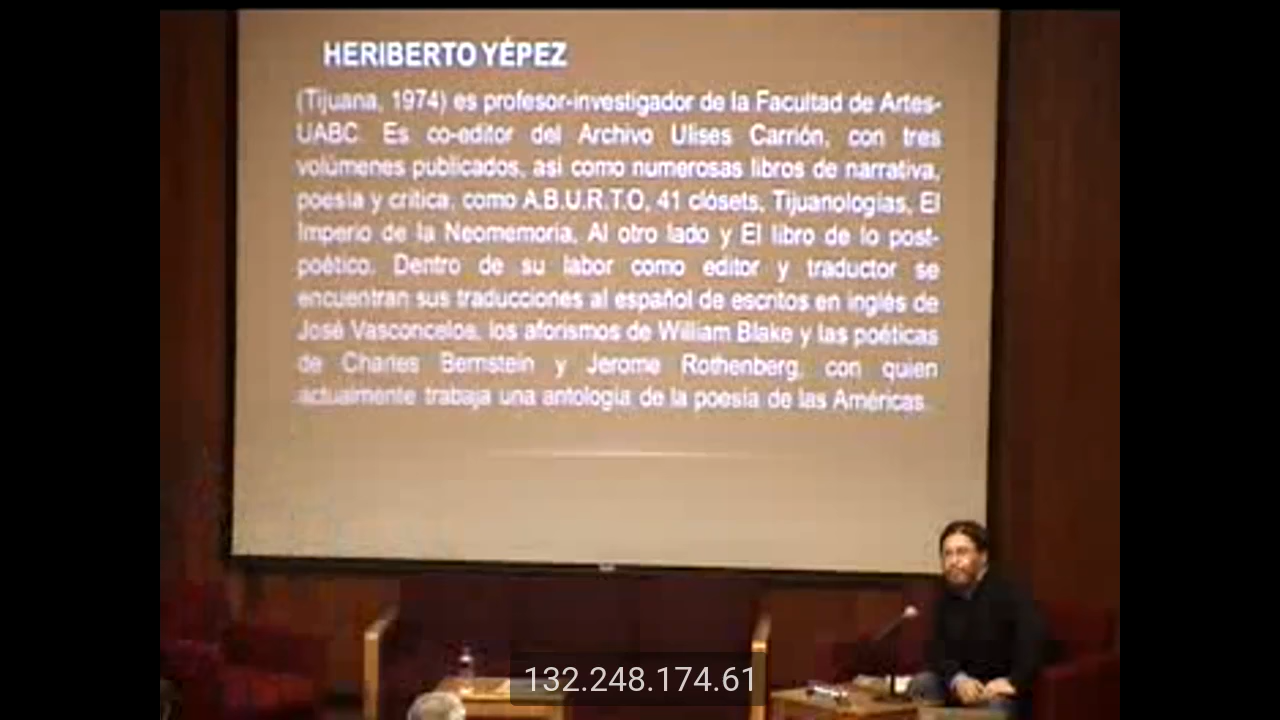 HERIBERTO YÉPEZ
(Tijuana, 1974) es profesor-investigador de la Facultad de Artes-
UABC. Es co-editor del Archivo Ulises Carrión, con tres
volúmenes publicados, así como numerosas libros de narrativa,
poesía y crítica, como A.B.U.R.T.O, 41 clósets, Tijuanologías, El
Imperio de la Neomemoria, Al otro lado y El libro de lo post-
poético. Dentro de su labor como editor y traductor se
encuentran sus traducciones al español de escritos en inglés de
José Vasconcelos, los aforismos de William Blake y las poéticas
de Charles Bernstein y Jerome Rothenberg, con quien
actualmente trabaja una antología de la poesía de las Américas.
132.248.174.61